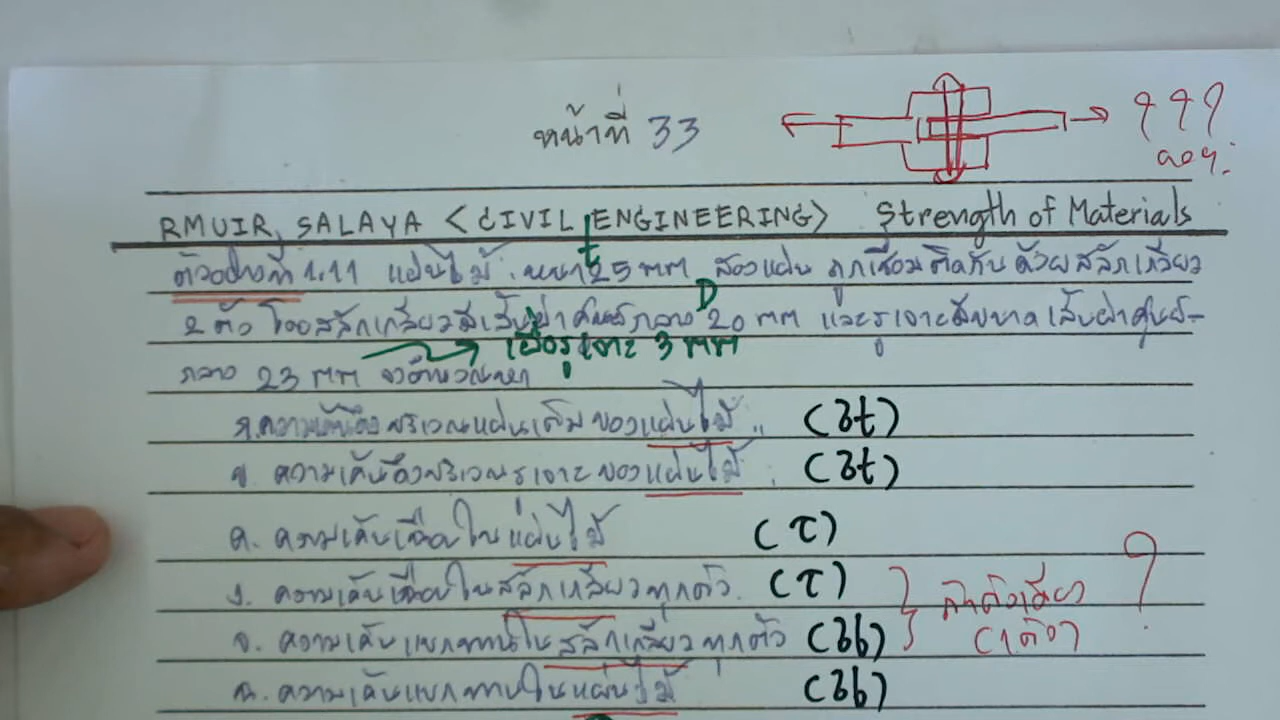 หน้าที่ 33
RMUIR, SALAYA < CIVIL ENGINEERING > Strength of Materials
t
ตัวอย่างที่ 1.11 แผ่นไม้ หนา 25 mm สองแผ่น ถูกเชื่อมติดกัน ด้วยสลักเกลียว
D
2 ตัว โดยสลักเกลียวมีเส้นผ่าศูนย์กลาง 20 mm และรูเจาะมีขนาดเส้นผ่าศูนย์-
เผื่อรูเจาะ 3 mm
กลาง 23 mm จงคำนวณหา
ก. ความเค้นดึงบริเวณแผ่นเต็มของแผ่นไม้ (σt)
ข. ความเค้นดึงบริเวณรูเจาะของแผ่นไม้ (σt)
ค. ความเค้นเฉือนในแผ่นไม้ (τ)
ง. ความเค้นเฉือนในสลักเกลียวทุกตัว (τ)
จ. ความเค้นแบกทานในสลักเกลียวทุกตัว (σb)
ถ้าตัวเดียว
(1 ตัว) ?
ฉ. ความเค้นแบกทานในแผ่นไม้ (σb)